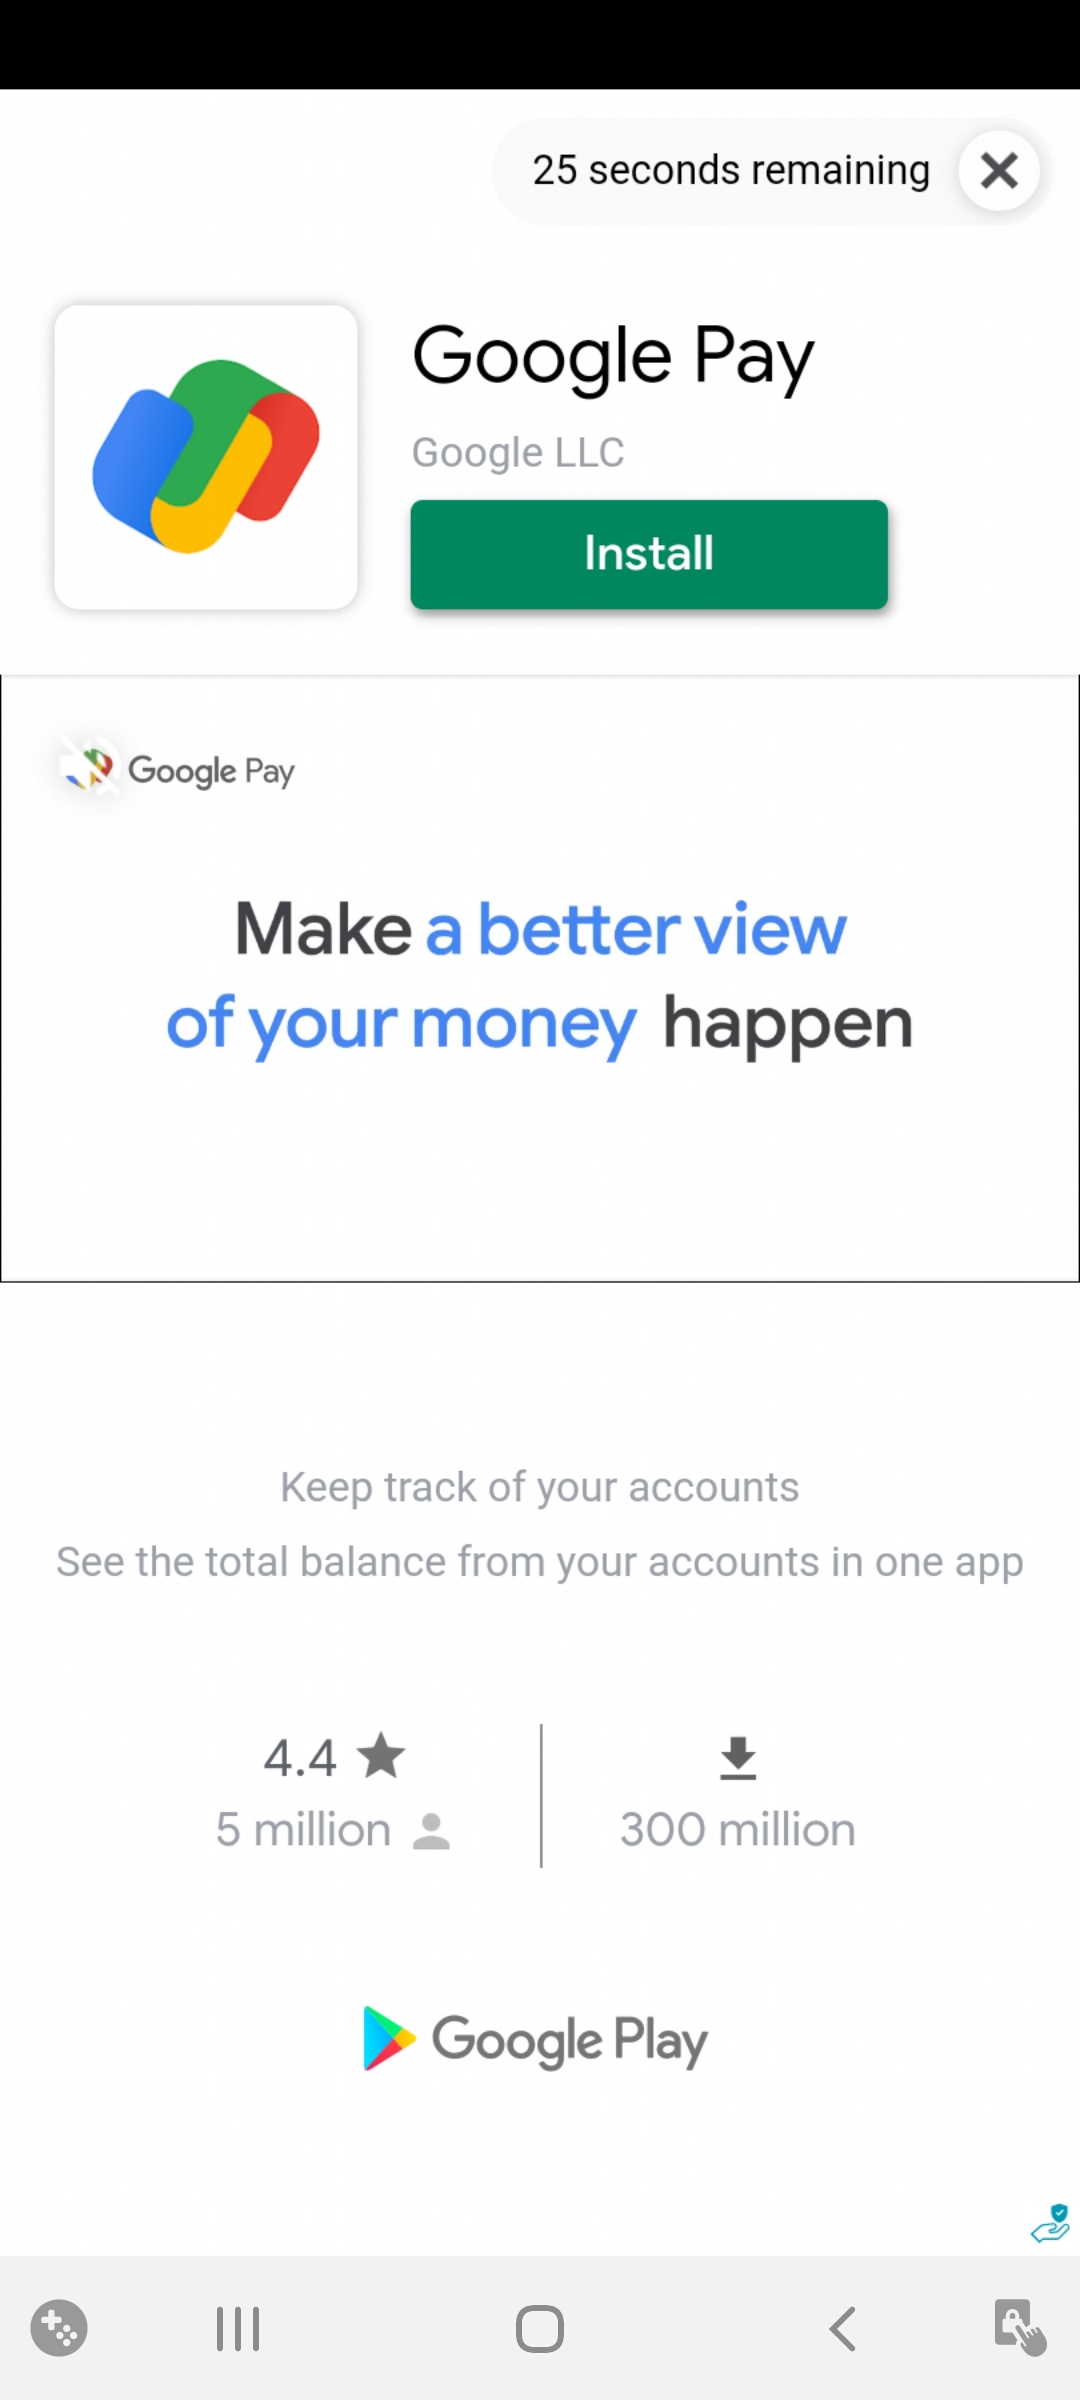 25 seconds remaining
Google Pay
Google LLC
Install
Google Pay
Make a better view
of your money happen
Keep track of your accounts
See the total balance from your accounts in one app
4.4
5 million
300 million
Google Play